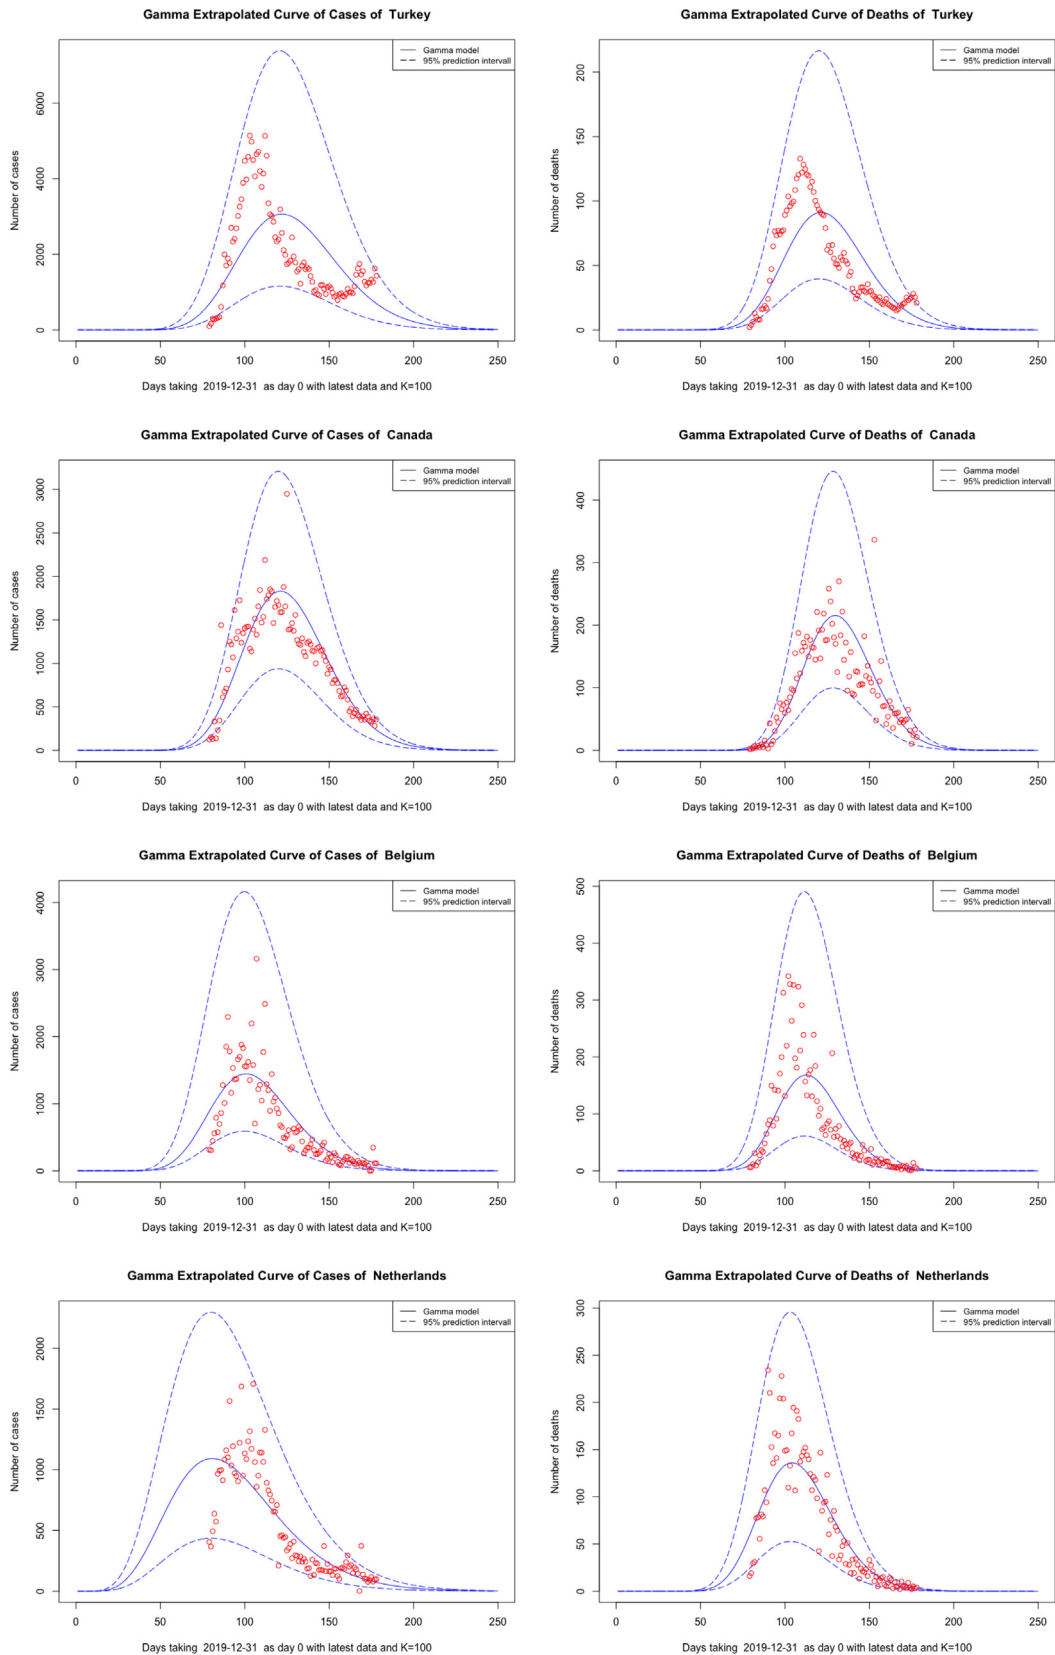 Gamma Extrapolated Curve of Cases of Turkey
Number of cases
0 2000 4000 6000
Gamma model
95% prediction intervall
0 50 100 150 200 250
Days taking 2019-12-31 as day 0 with latest data and K=100
Gamma Extrapolated Curve of Deaths of Turkey
Number of deaths
0 50 100 150 200
Gamma model
95% prediction intervall
0 50 100 150 200 250
Days taking 2019-12-31 as day 0 with latest data and K=100
Gamma Extrapolated Curve of Cases of Canada
Number of cases
0 500 1000 1500 2000 2500 3000
Gamma model
95% prediction intervall
0 50 100 150 200 250
Days taking 2019-12-31 as day 0 with latest data and K=100
Gamma Extrapolated Curve of Deaths of Canada
Number of deaths
0 100 200 300 400
Gamma model
95% prediction intervall
0 50 100 150 200 250
Days taking 2019-12-31 as day 0 with latest data and K=100
Gamma Extrapolated Curve of Cases of Belgium
Number of cases
0 1000 2000 3000 4000
Gamma model
95% prediction intervall
0 50 100 150 200 250
Days taking 2019-12-31 as day 0 with latest data and K=100
Gamma Extrapolated Curve of Deaths of Belgium
Number of deaths
0 100 200 300 400 500
Gamma model
95% prediction intervall
0 50 100 150 200 250
Days taking 2019-12-31 as day 0 with latest data and K=100
Gamma Extrapolated Curve of Cases of Netherlands
Number of cases
0 500 1000 1500 2000
Gamma model
95% prediction intervall
0 50 100 150 200 250
Days taking 2019-12-31 as day 0 with latest data and K=100
Gamma Extrapolated Curve of Deaths of Netherlands
Number of deaths
0 50 100 150 200 250 300
Gamma model
95% prediction intervall
0 50 100 150 200 250
Days taking 2019-12-31 as day 0 with latest data and K=100